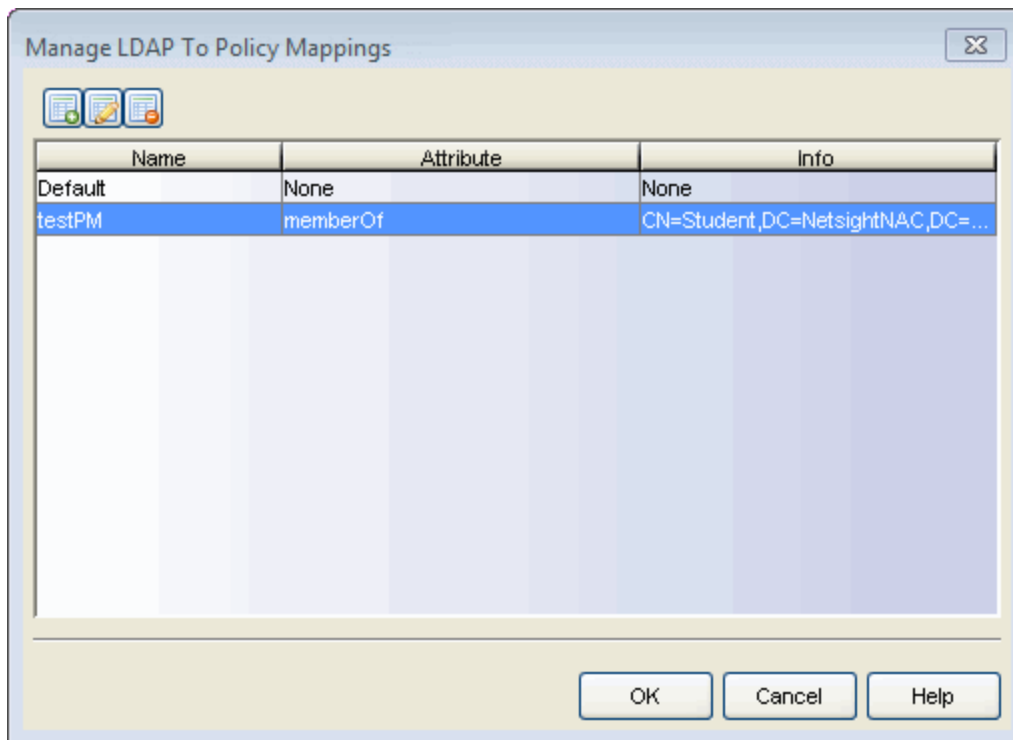 Manage LDAP To Policy Mappings
Name Attribute Info
Default None None
testPM memberOf CN=Student,DC=NetsightNAC,DC=...
OK Cancel Help